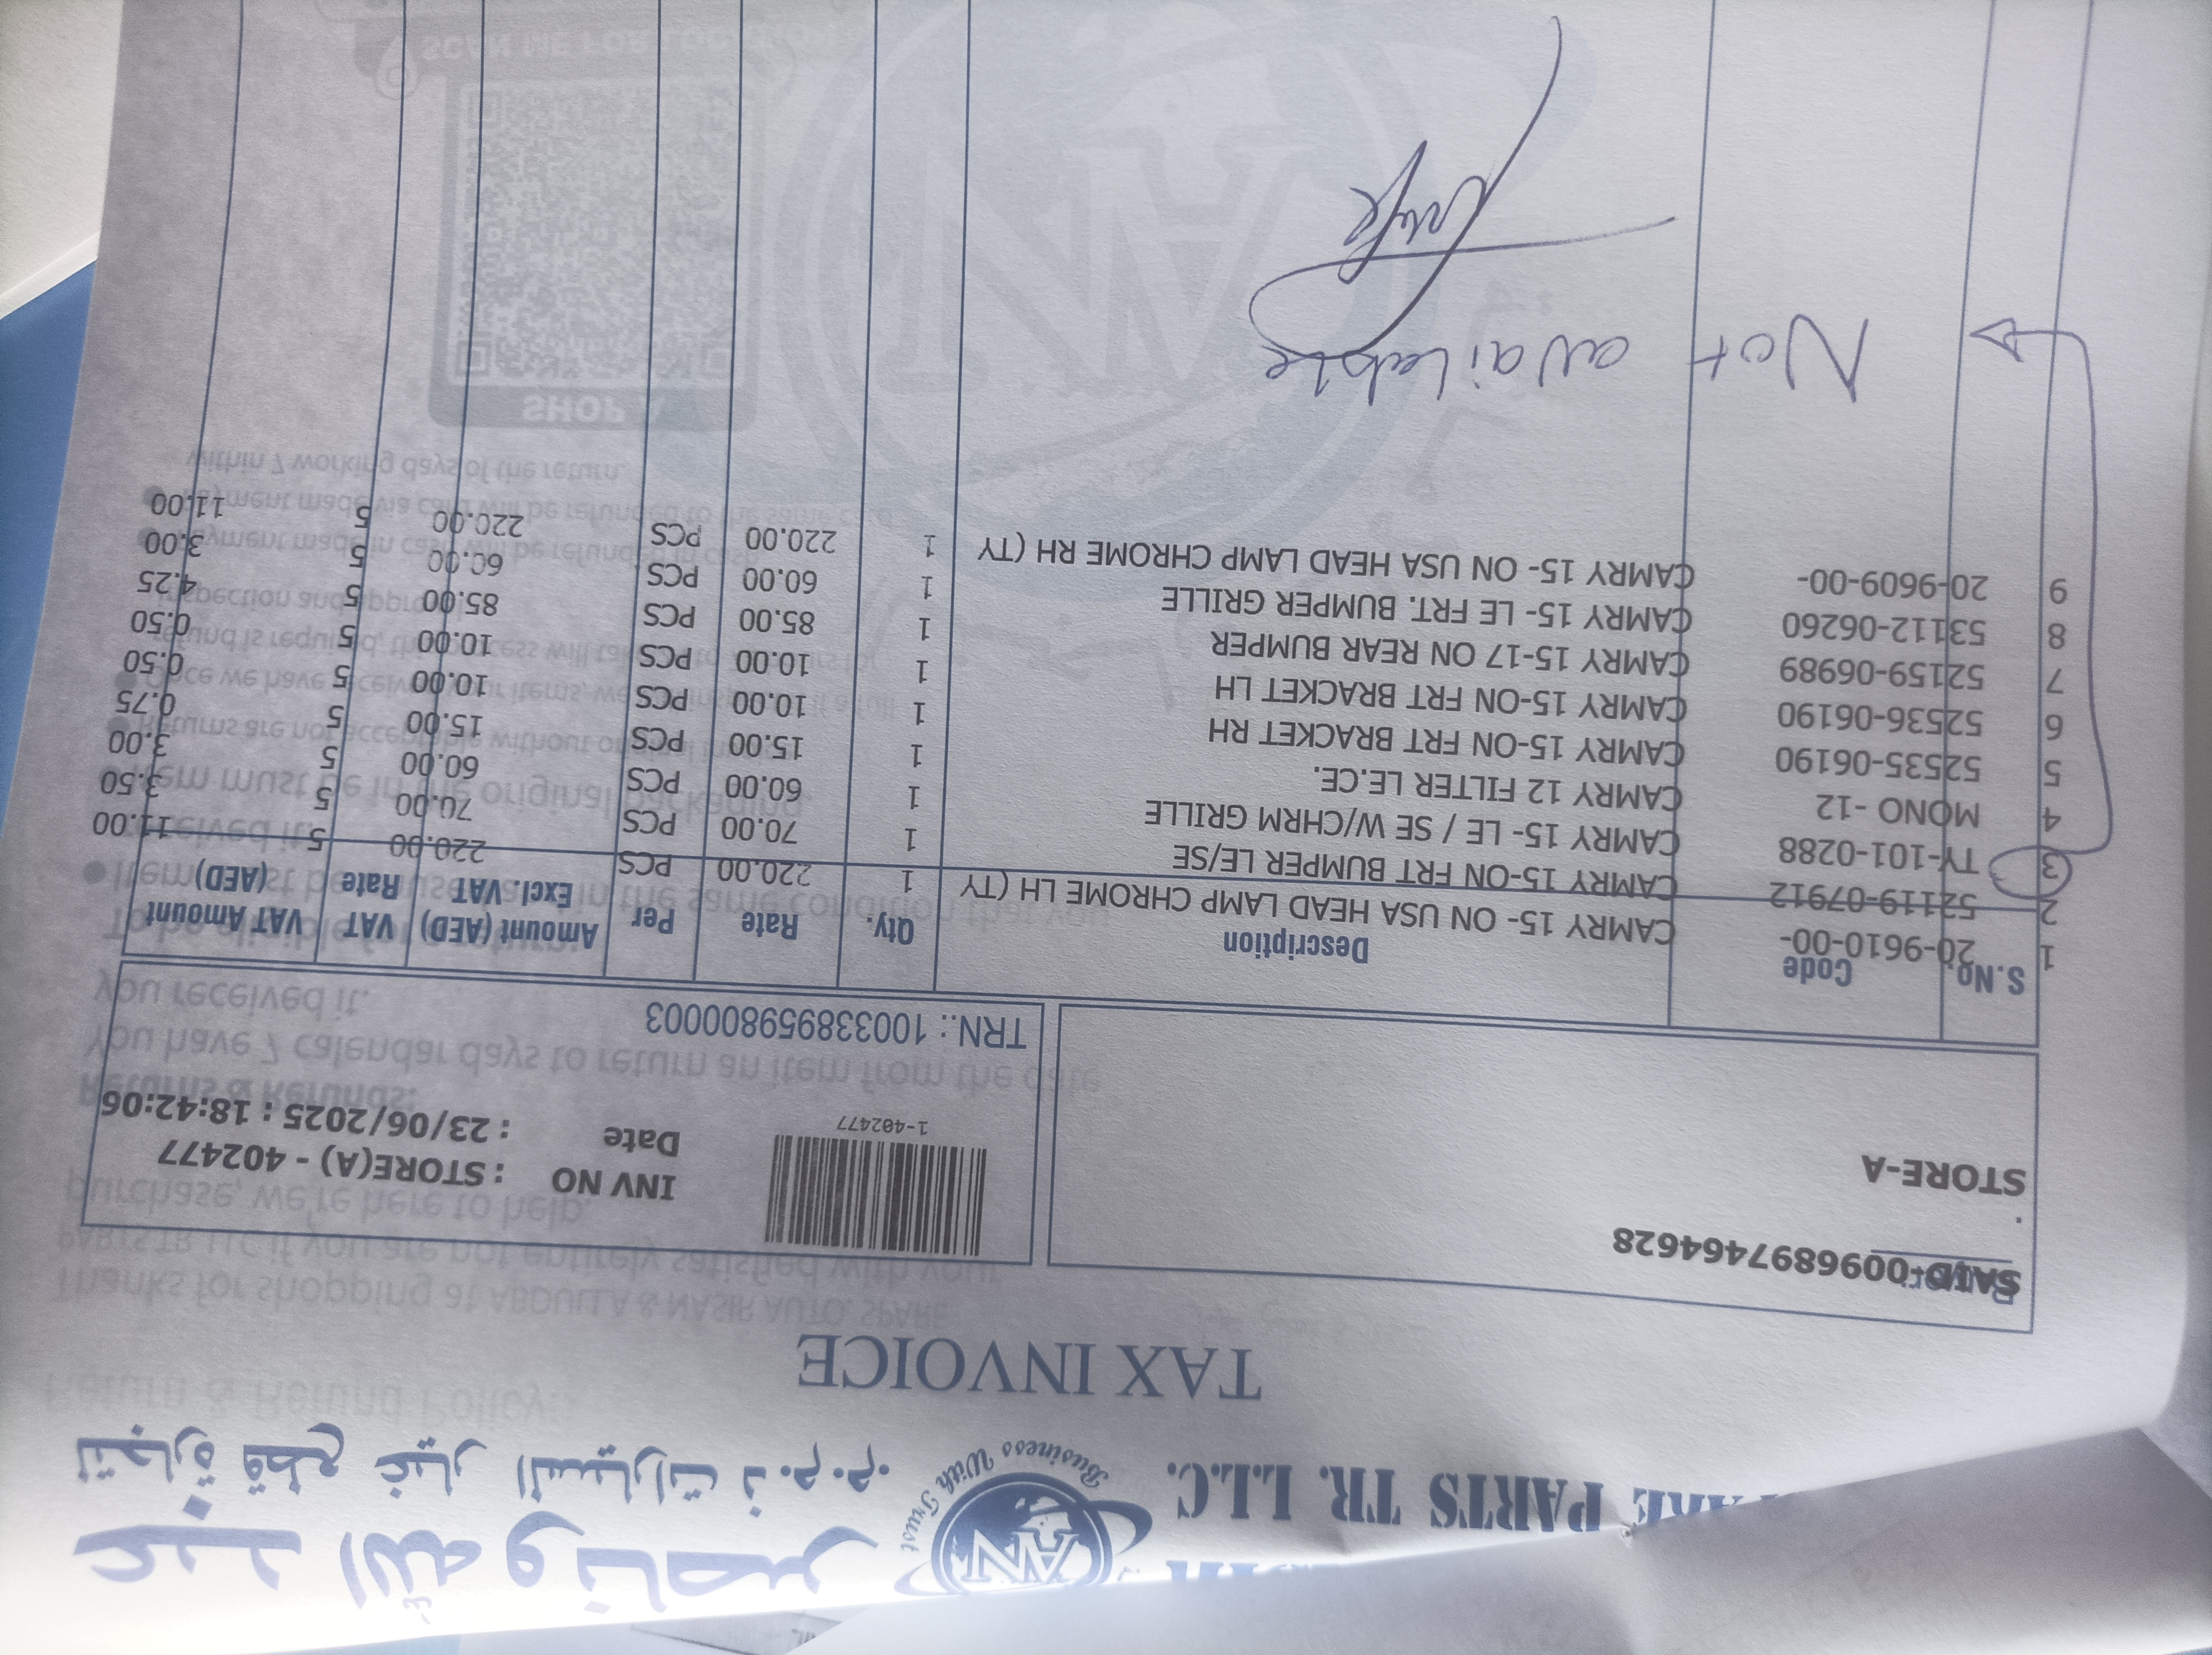 عبد الله و ناصر
لتجارة قطع غيار السيارات ذ.م.م.
PARTS TR. L.L.C.
AN
Business With Trust
TAX INVOICE
SAID-0096897464628
.
STORE-A
1-402477
INV NO : STORE(A) - 402477
Date : 23/06/2025 : 18:42:06
TRN.: 100338959800003
S.No. Code Description Qty. Rate Per Amount (AED) Excl. VAT VAT Rate VAT Amount (AED)
1 20-9610-00- CAMRY 15- ON USA HEAD LAMP CHROME LH (TY 1 220.00 PCS 220.00 5 11.00
2 52119-07912 CAMRY 15-ON FRT BUMPER LE/SE 1 70.00 PCS 70.00 5 3.50
3 TY-101-0288 CAMRY 15- LE / SE W/CHRM GRILLE 1 60.00 PCS 60.00 5 3.00
4 MONO -12 CAMRY 12 FILTER LE.CE. 1 15.00 PCS 15.00 5 0.75
5 52535-06190 CAMRY 15-ON FRT BRACKET RH 1 10.00 PCS 10.00 5 0.50
6 52536-06190 CAMRY 15-ON FRT BRACKET LH 1 10.00 PCS 10.00 5 0.50
7 52159-06989 CAMRY 15-17 ON REAR BUMPER 1 85.00 PCS 85.00 5 4.25
8 53112-06260 CAMRY 15- LE FRT. BUMPER GRILLE 1 60.00 PCS 60.00 5 3.00
9 20-9609-00- CAMRY 15- ON USA HEAD LAMP CHROME RH (TY 1 220.00 PCS 220.00 5 11.00
Not available